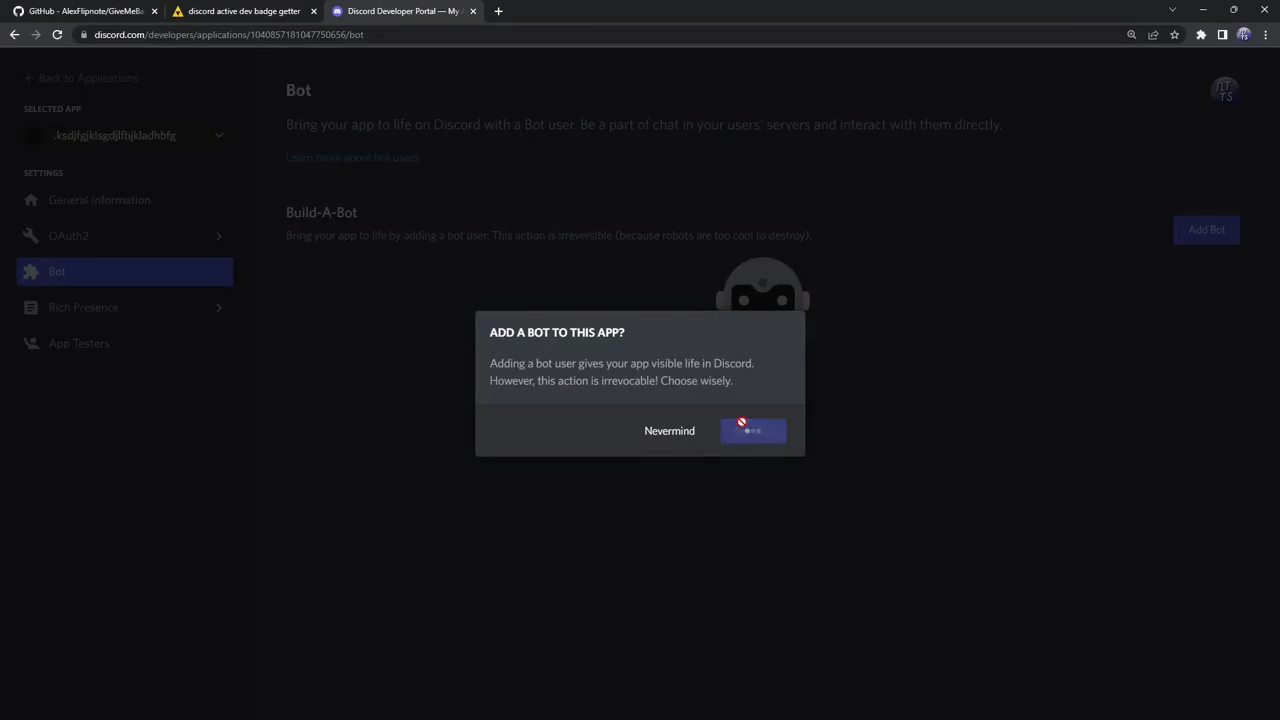 GitHub - AlexFlipnote/GiveMeBa
discord active dev badge getter
Discord Developer Portal — My A
discord.com/developers/applications/1040857181047750656/bot
← Back to Applications
SELECTED APP
.ksdjfgjklsgdjlfbjkladhbfg
SETTINGS
General Information
OAuth2
Bot
Rich Presence
App Testers
Bot
Bring your app to life on Discord with a Bot user. Be a part of chat in your users' servers and interact with them directly.
Learn more about bot users
Build-A-Bot
Bring your app to life by adding a bot user. This action is irreversible (because robots are too cool to destroy).
Add Bot
ADD A BOT TO THIS APP?
Adding a bot user gives your app visible life in Discord.
However, this action is irrevocable! Choose wisely.
Nevermind